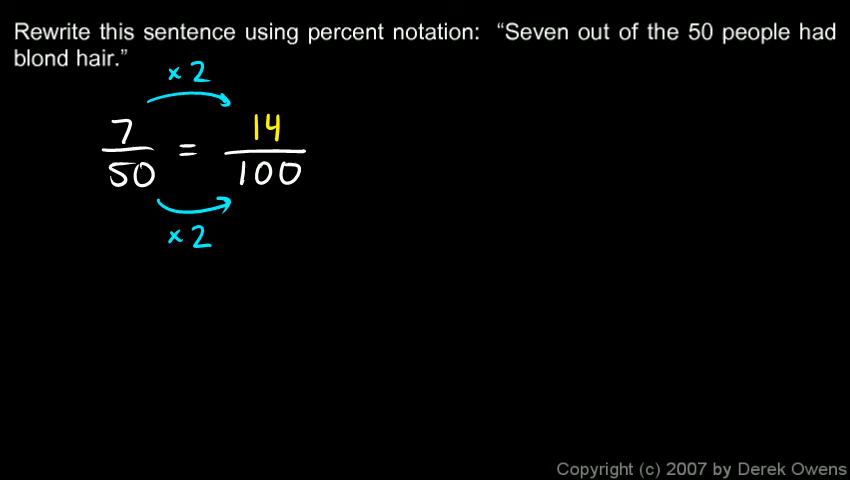 Rewrite this sentence using percent notation: “Seven out of the 50 people had
blond hair.”
× 2
7 14
— = —
50 100
× 2
Copyright (c) 2007 by Derek Owens